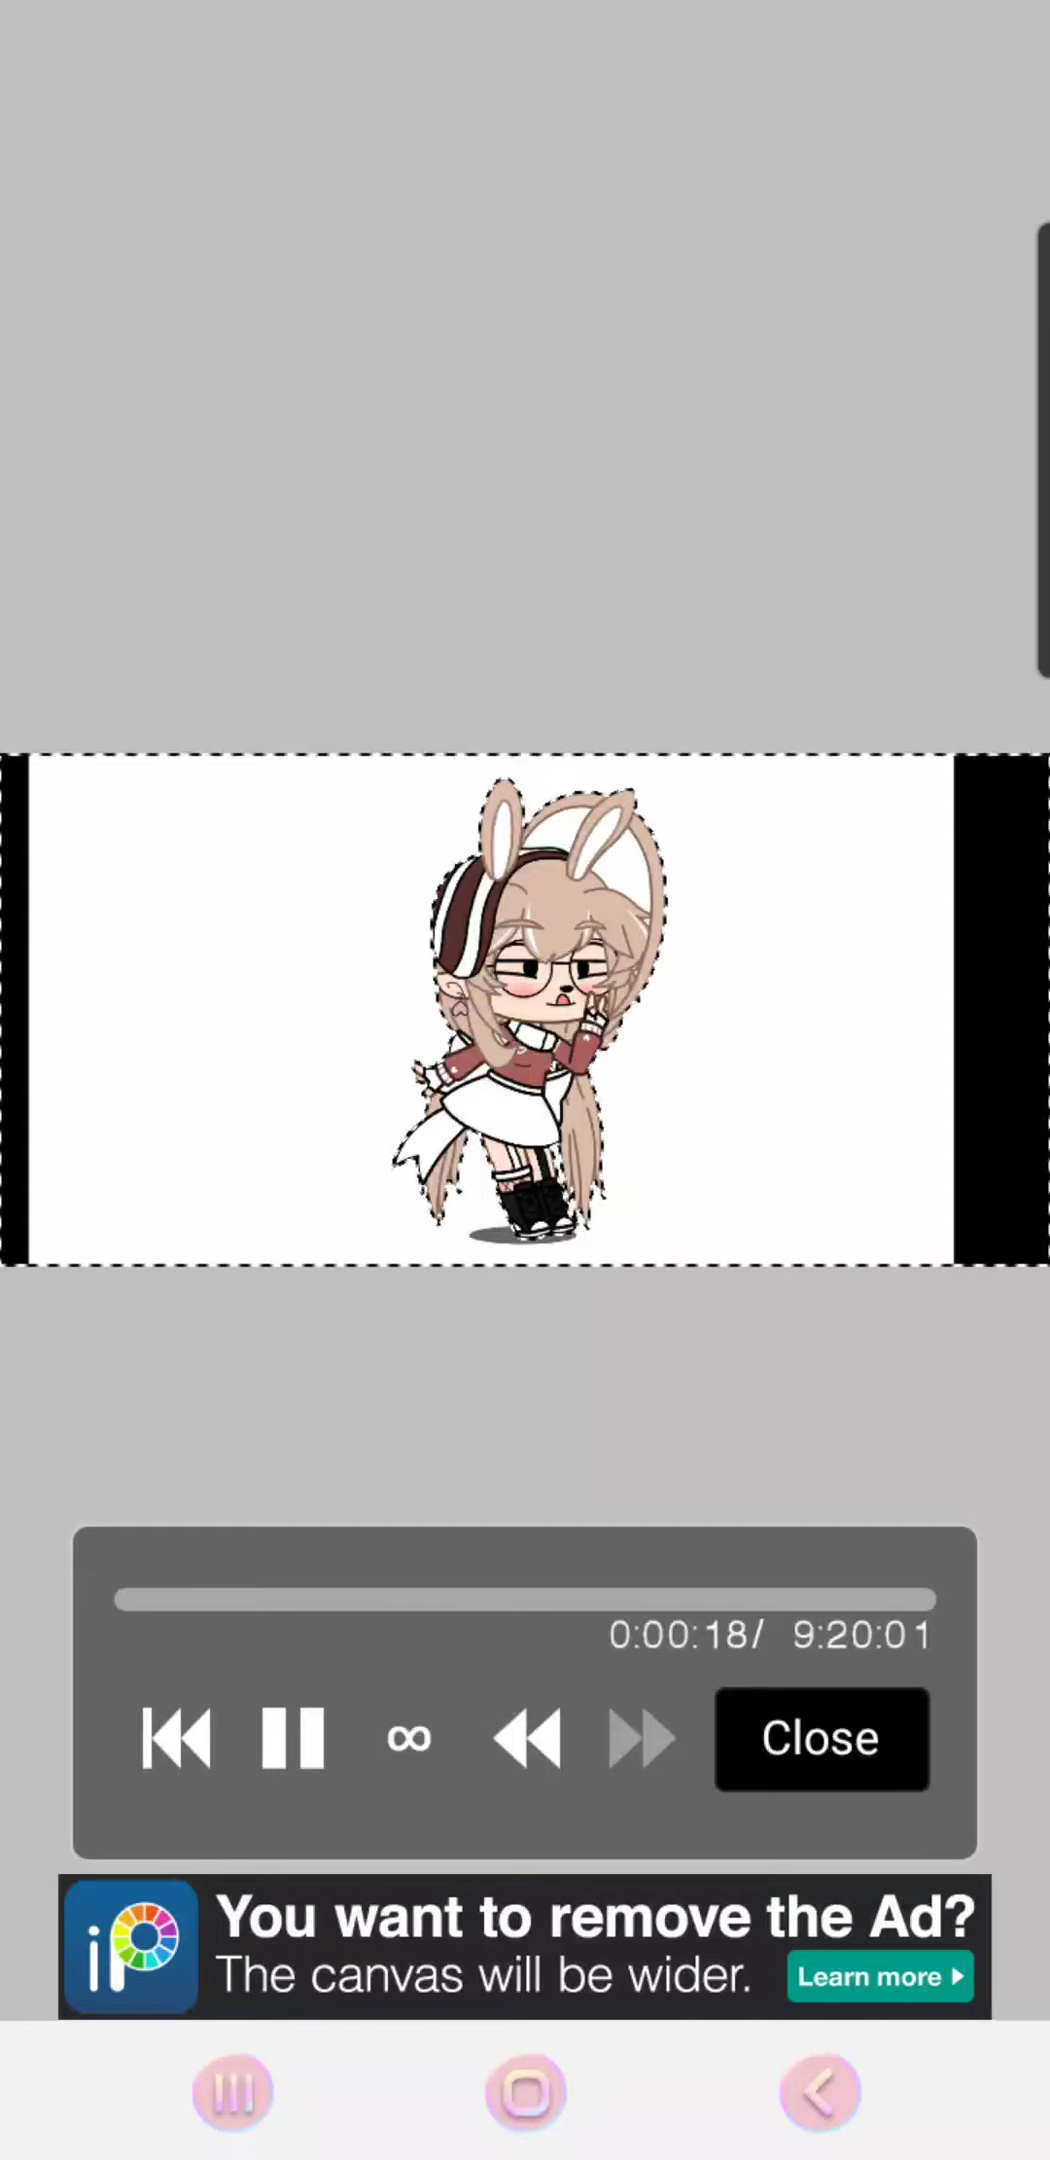 0:00:18/ 9:20:01
∞
Close
iP
You want to remove the Ad?
The canvas will be wider.
Learn more